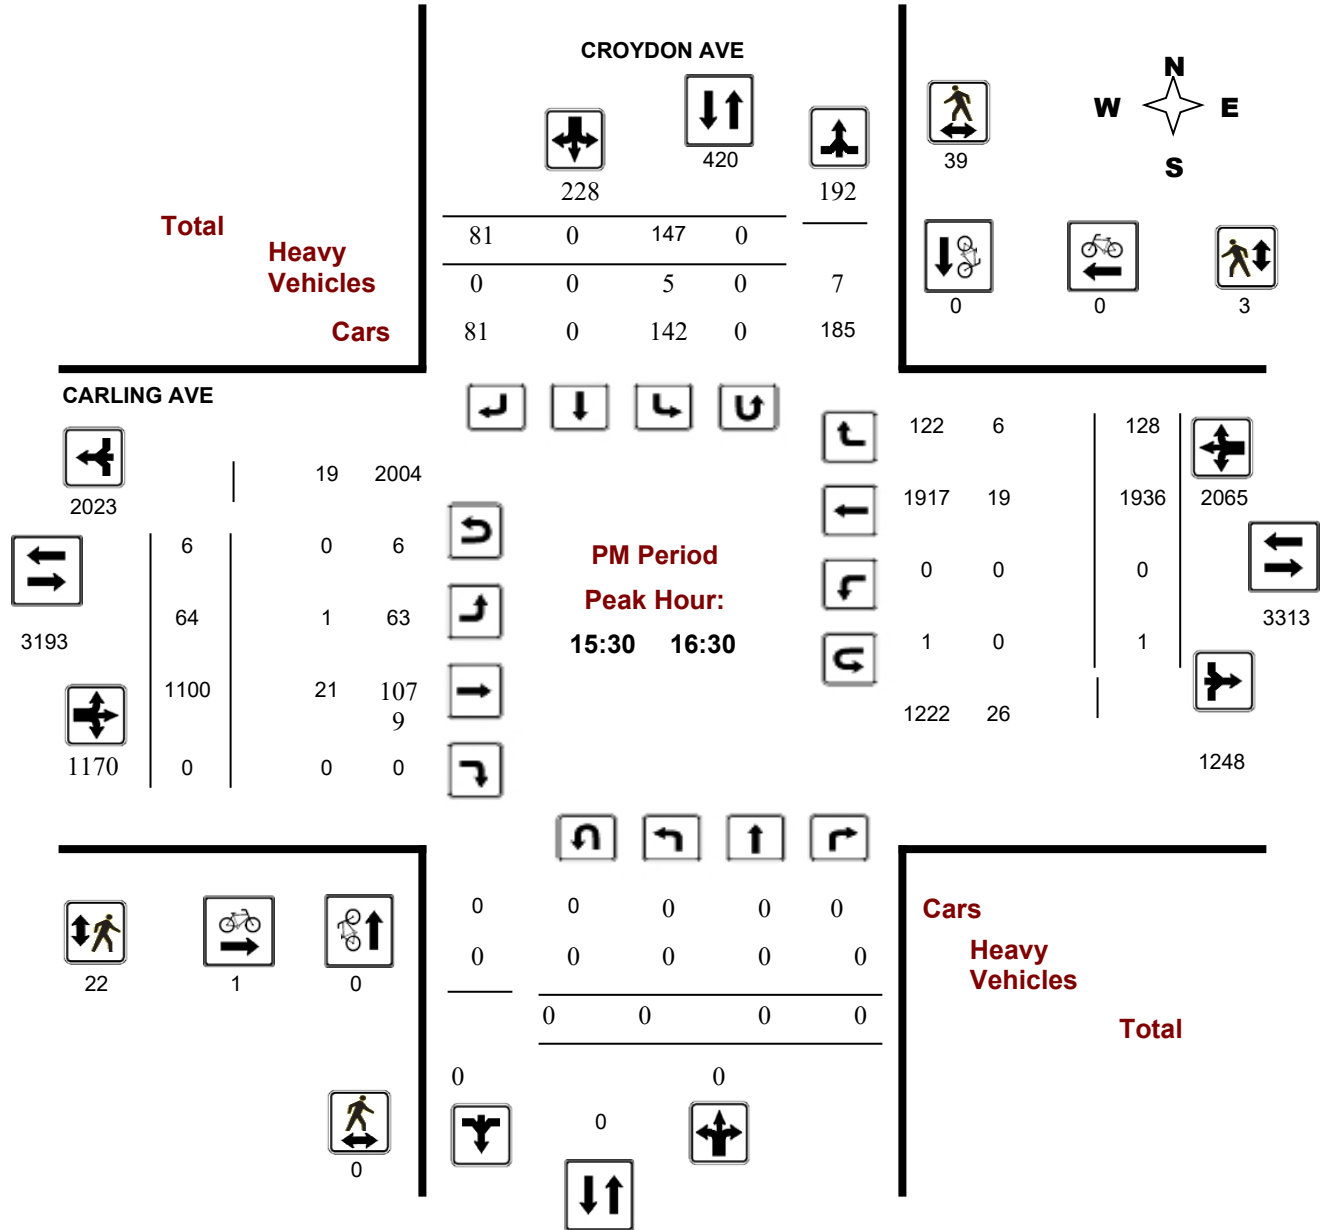 CROYDON AVE
N
W E
S
228
420
192
39
Total
81 0 147 0
Heavy
Vehicles
0 0 5 0 7
Cars
81 0 142 0 185
0 0 3
CARLING AVE
122 6 128
19 2004
2023
1917 19 1936 2065
6 0 6
PM Period
0 0 0
64 1 63
Peak Hour:
3193
15:30 16:30
1 0 1
3313
1100 21 107
9
1222 26
1170 0 0 0
1248
0 0 0 0 0
Cars
0 0 0 0 0
Heavy
Vehicles
22 1 0
0 0 0 0
Total
0 0
0
0